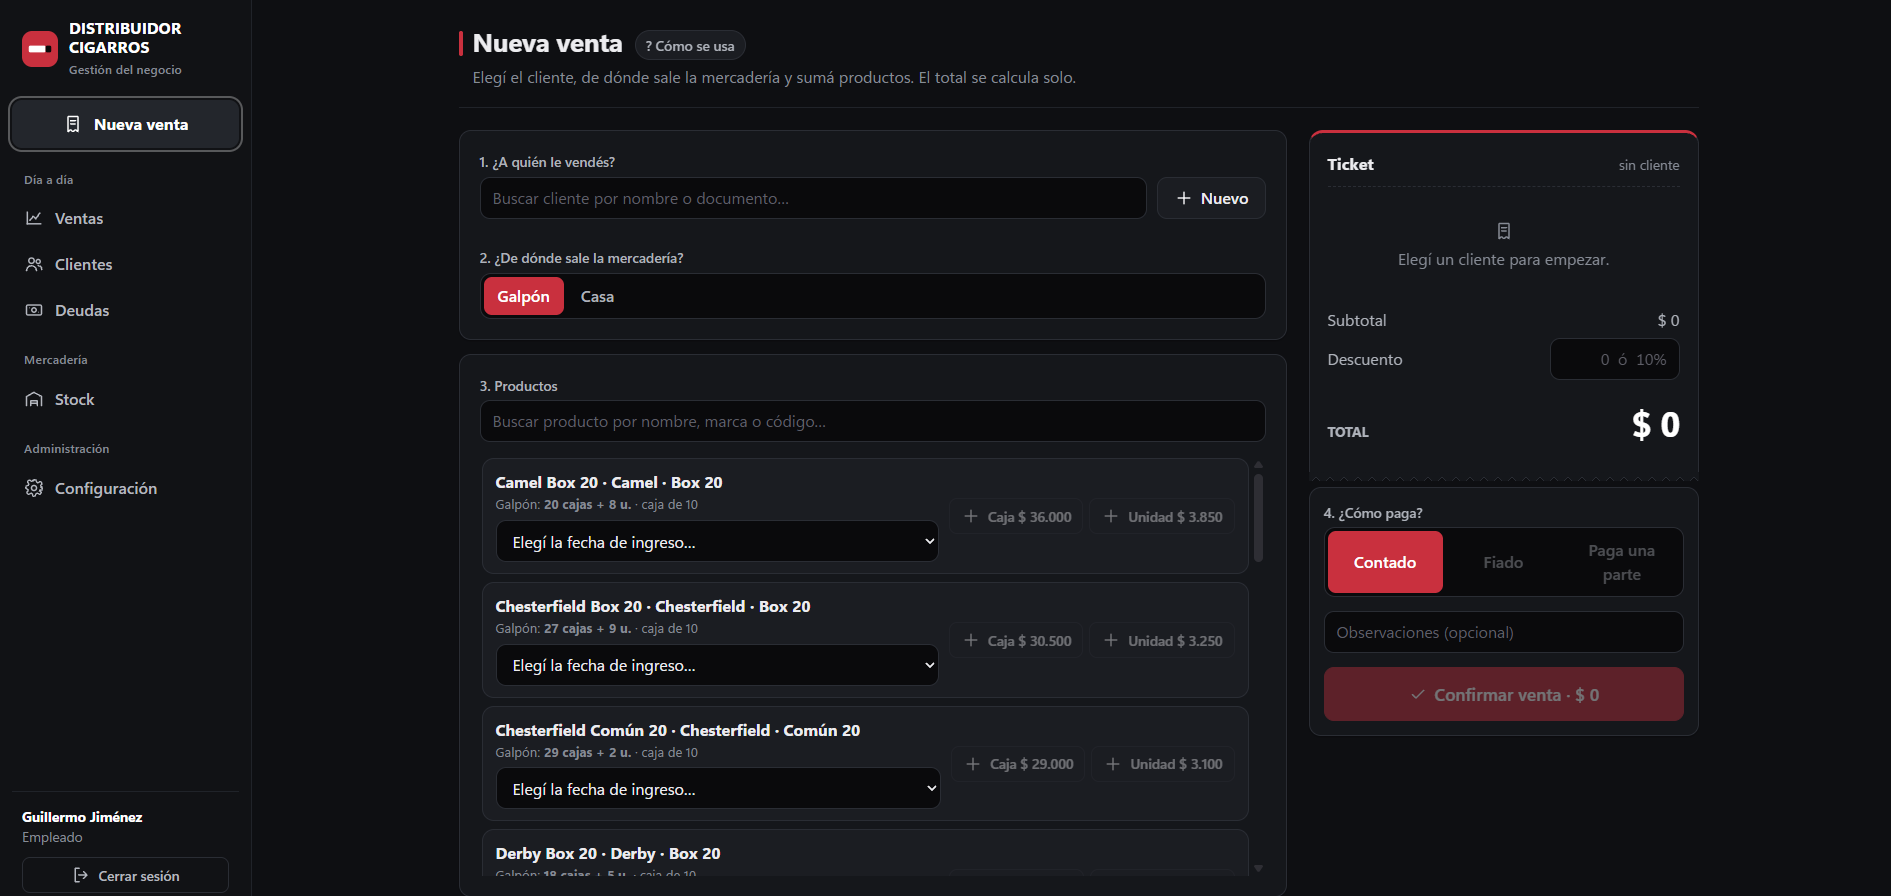 DISTRIBUIDOR
CIGARROS
Gestión del negocio
Nueva venta
Día a día
Ventas
Clientes
Deudas
Mercadería
Stock
Administración
Configuración
Guillermo Jiménez
Empleado
Cerrar sesión
Nueva venta
? Cómo se usa
Elegí el cliente, de dónde sale la mercadería y sumá productos. El total se calcula solo.
1. ¿A quién le vendés?
Buscar cliente por nombre o documento...
+ Nuevo
2. ¿De dónde sale la mercadería?
Galpón
Casa
3. Productos
Buscar producto por nombre, marca o código...
Camel Box 20 · Camel · Box 20
Galpón: 20 cajas + 8 u. · caja de 10
Elegí la fecha de ingreso...
+ Caja $ 36.000
+ Unidad $ 3.850
Chesterfield Box 20 · Chesterfield · Box 20
Galpón: 27 cajas + 9 u. · caja de 10
Elegí la fecha de ingreso...
+ Caja $ 30.500
+ Unidad $ 3.250
Chesterfield Común 20 · Chesterfield · Común 20
Galpón: 29 cajas + 2 u. · caja de 10
Elegí la fecha de ingreso...
+ Caja $ 29.000
+ Unidad $ 3.100
Derby Box 20 · Derby · Box 20
Galpón: 18 cajas + 5 u. · caja de 10
Ticket
sin cliente
Elegí un cliente para empezar.
Subtotal
$ 0
Descuento
0 ó 10%
TOTAL
$ 0
4. ¿Cómo paga?
Contado
Fiado
Paga una
parte
Observaciones (opcional)
Confirmar venta · $ 0